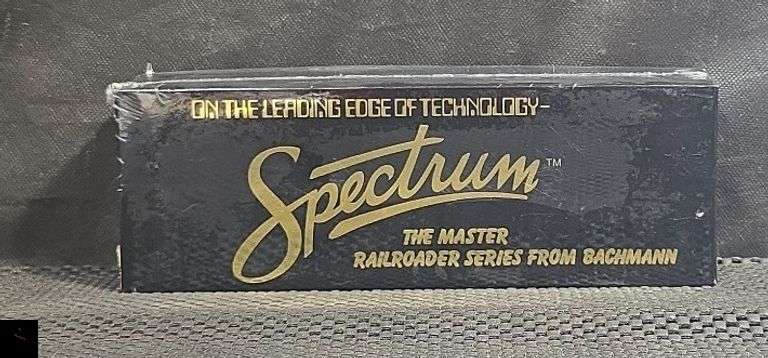 ON THE LEADING EDGE OF TECHNOLOGY-
Spectrum™
THE MASTER
RAILROADER SERIES FROM BACHMANN